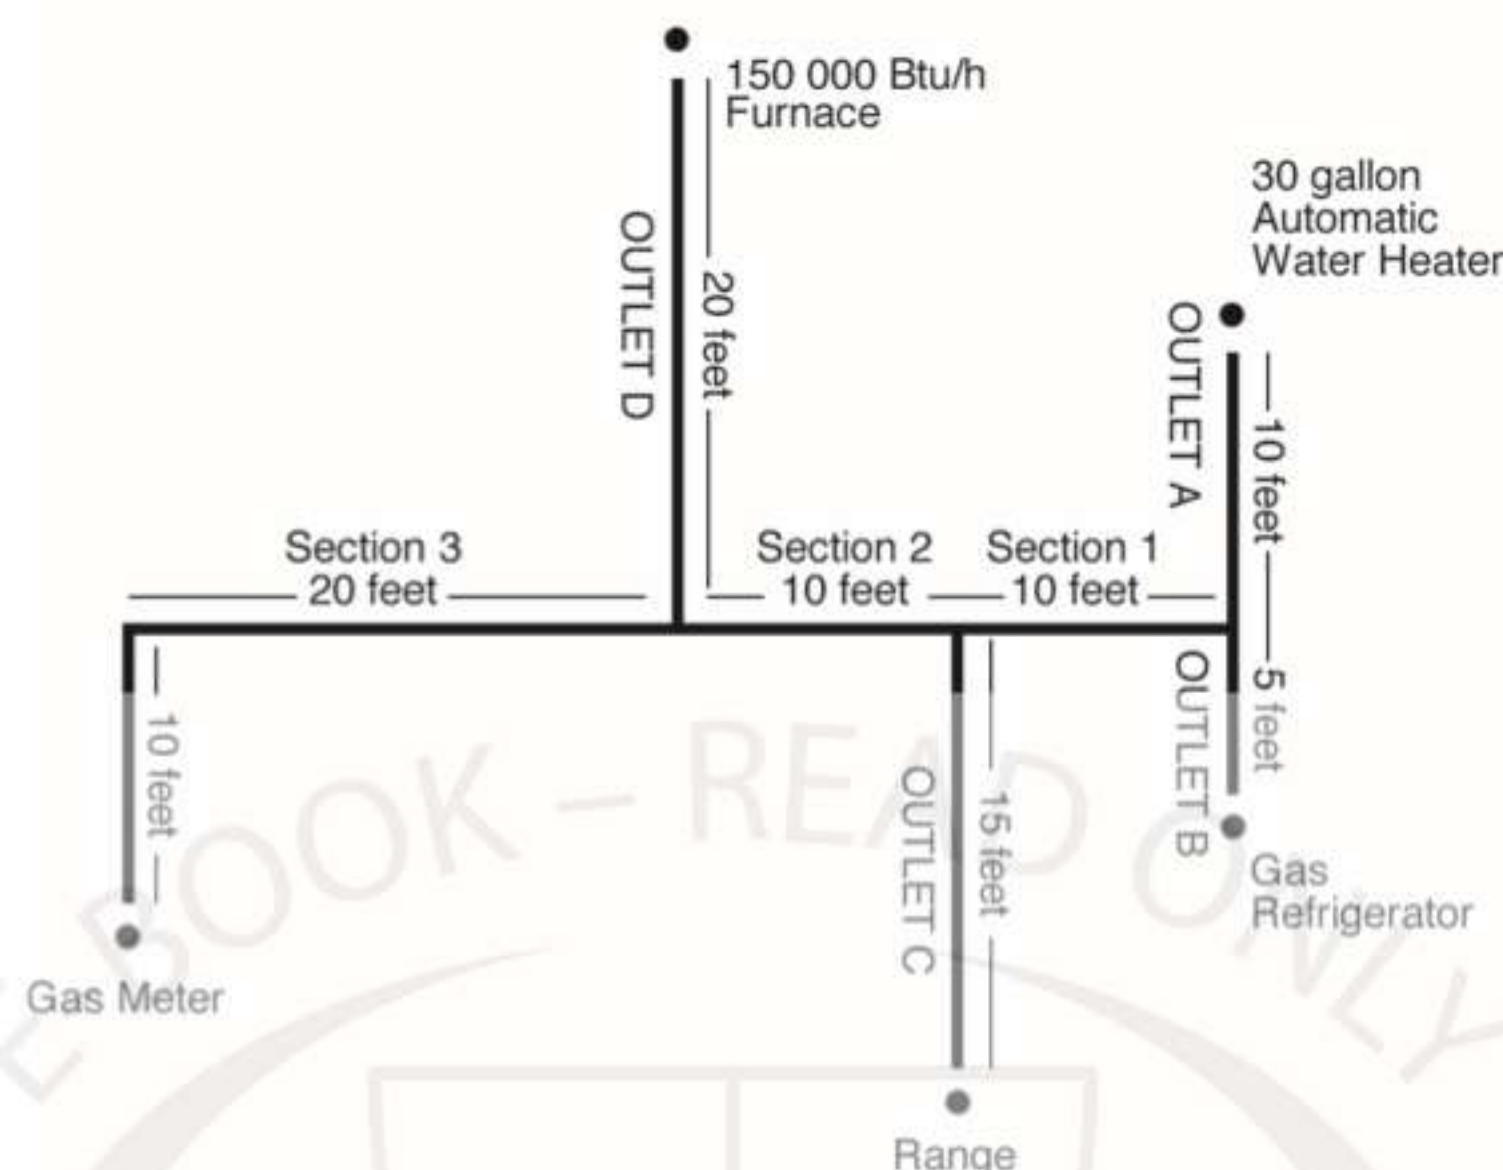 150 000 Btu/h
Furnace
30 gallon
Automatic
Water Heater
OUTLET D
20 feet
OUTLET A
10 feet
Section 3
20 feet
Section 2
10 feet
Section 1
10 feet
10 feet
OUTLET C
15 feet
OUTLET B
5 feet
Gas
Refrigerator
Gas Meter
Range
E BOOK – READ ONLY